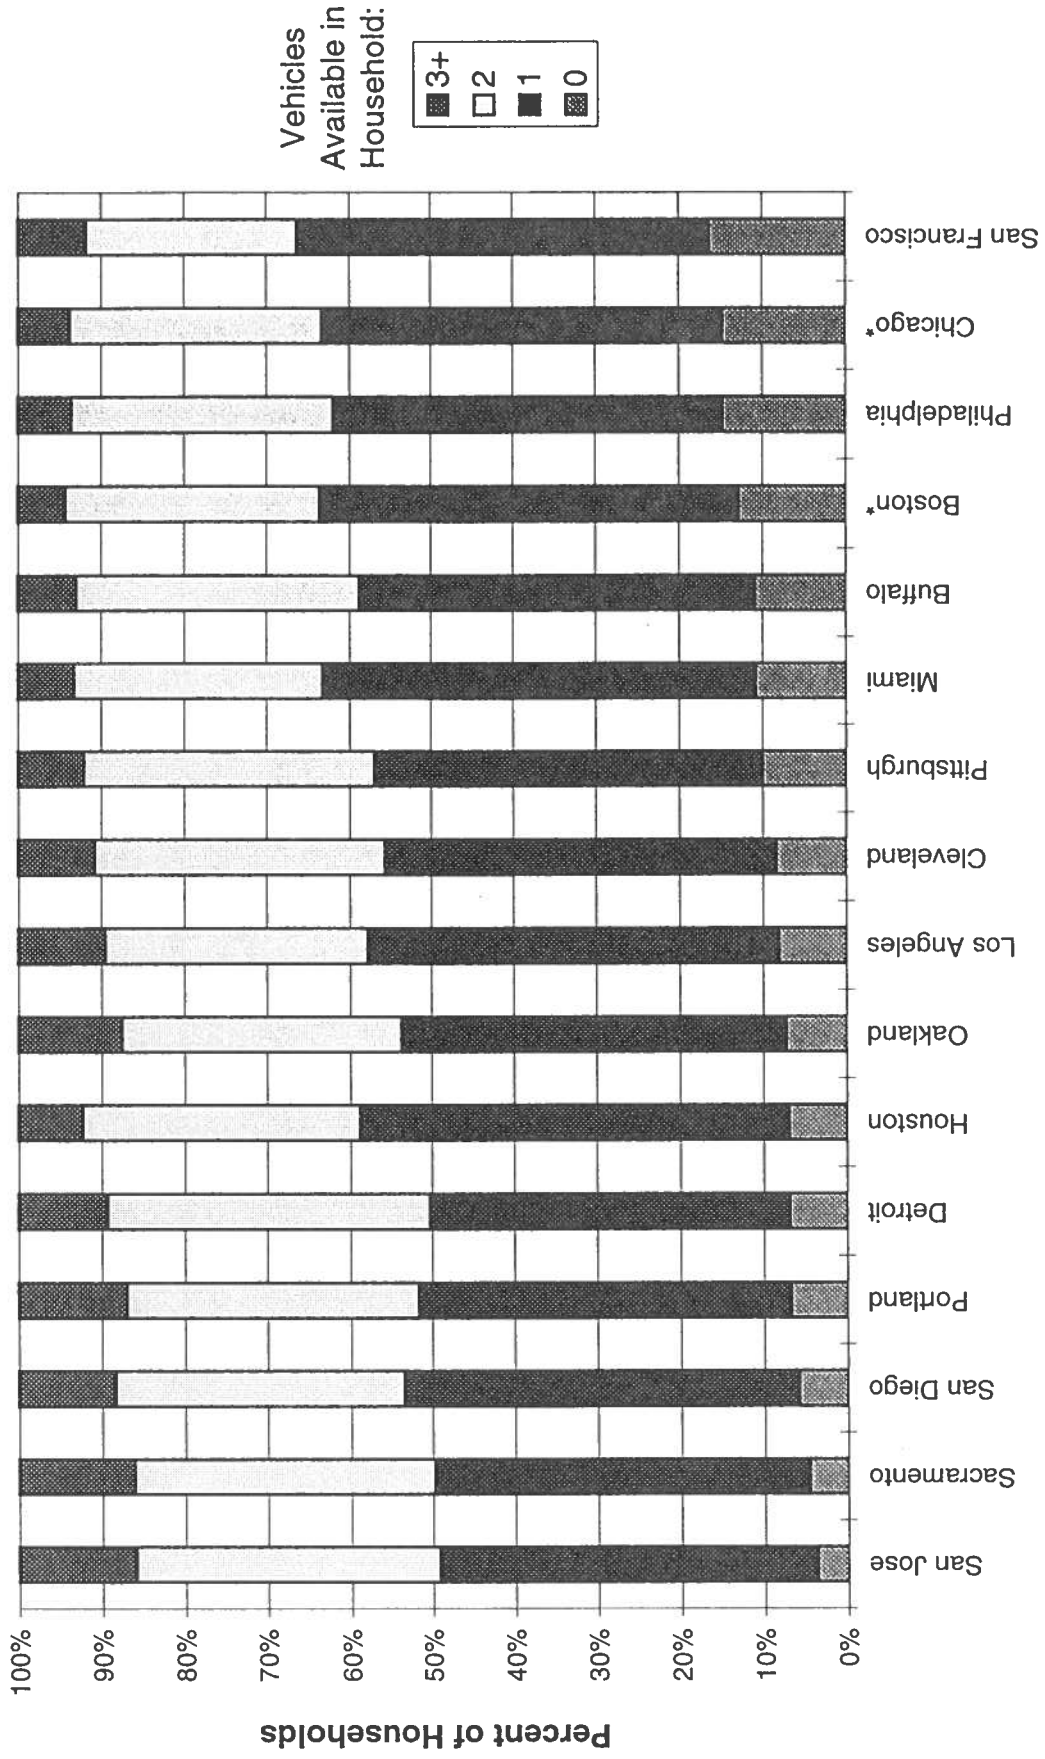 Vehicles
Available in
Household:
3+
2
1
0
100%
90%
80%
70%
60%
50%
40%
30%
20%
10%
0%
Percent of Households
San Jose
Sacramento
San Diego
Portland
Detroit
Houston
Oakland
Los Angeles
Cleveland
Pittsburgh
Miami
Buffalo
Boston*
Philadelphia
Chicago*
San Francisco